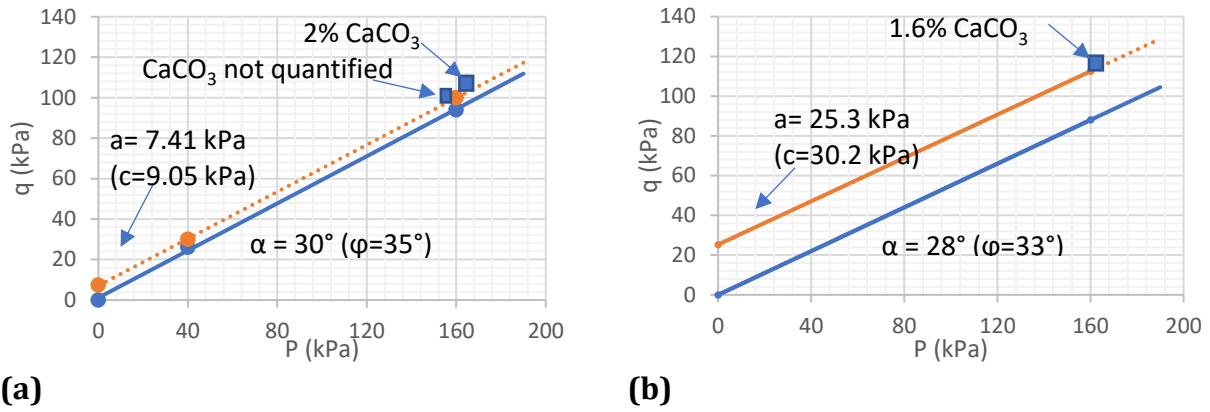 140
120
100
80
60
40
20
0
q (kPa)
2% CaCO₃
CaCO₃ not quantified
a= 7.41 kPa
(c=9.05 kPa)
α = 30° (φ=35°)
0 40 80 120 160 200
P (kPa)
(a)
140
120
100
80
60
40
20
0
q (kPa)
1.6% CaCO₃
a= 25.3 kPa
(c=30.2 kPa)
α = 28° (φ=33°)
0 40 80 120 160 200
P (kPa)
(b)